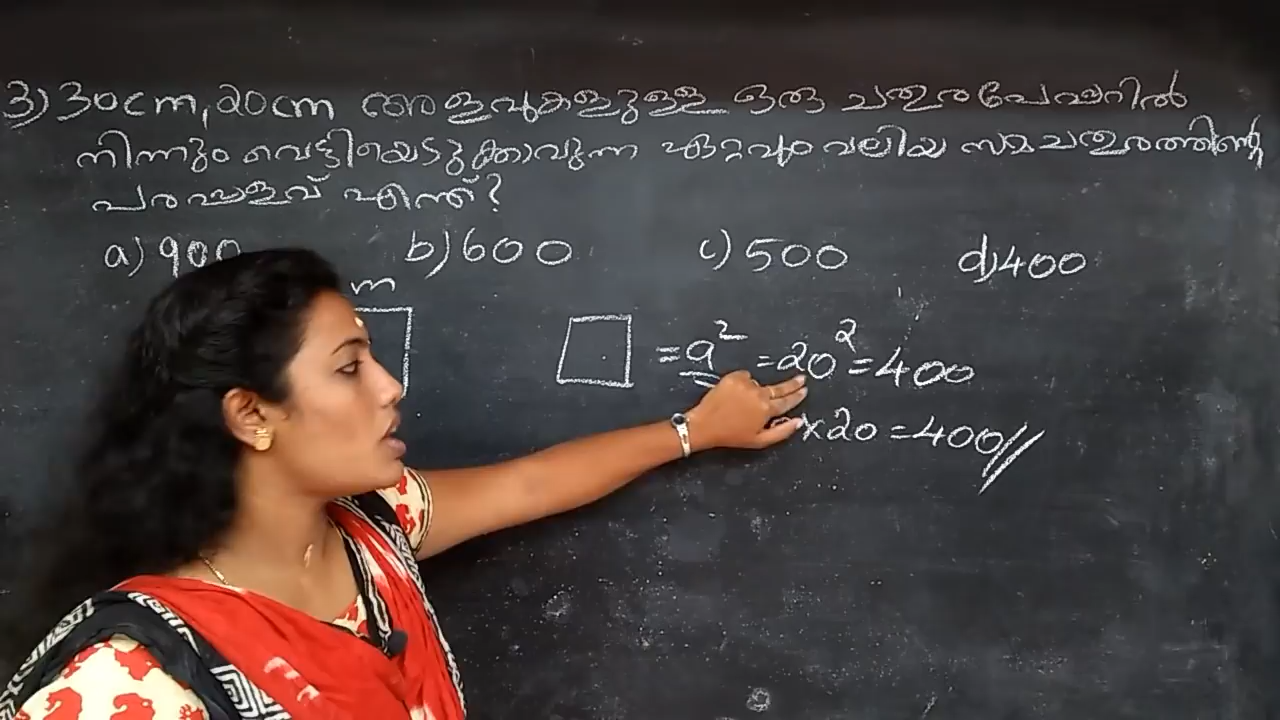 3) 30cm, 20cm അളവുകളുള്ള ഒരു ചതുരപേപ്പറിൽ
നിന്നും വെട്ടിയെടുക്കാവുന്ന ഏറ്റവും വലിയ സമചതുരത്തിന്റെ
പരപ്പളവ് എന്ത്?
a) 900 b) 600 c) 500 d) 400
m
= a² = 20² = 400
x 20 = 400//